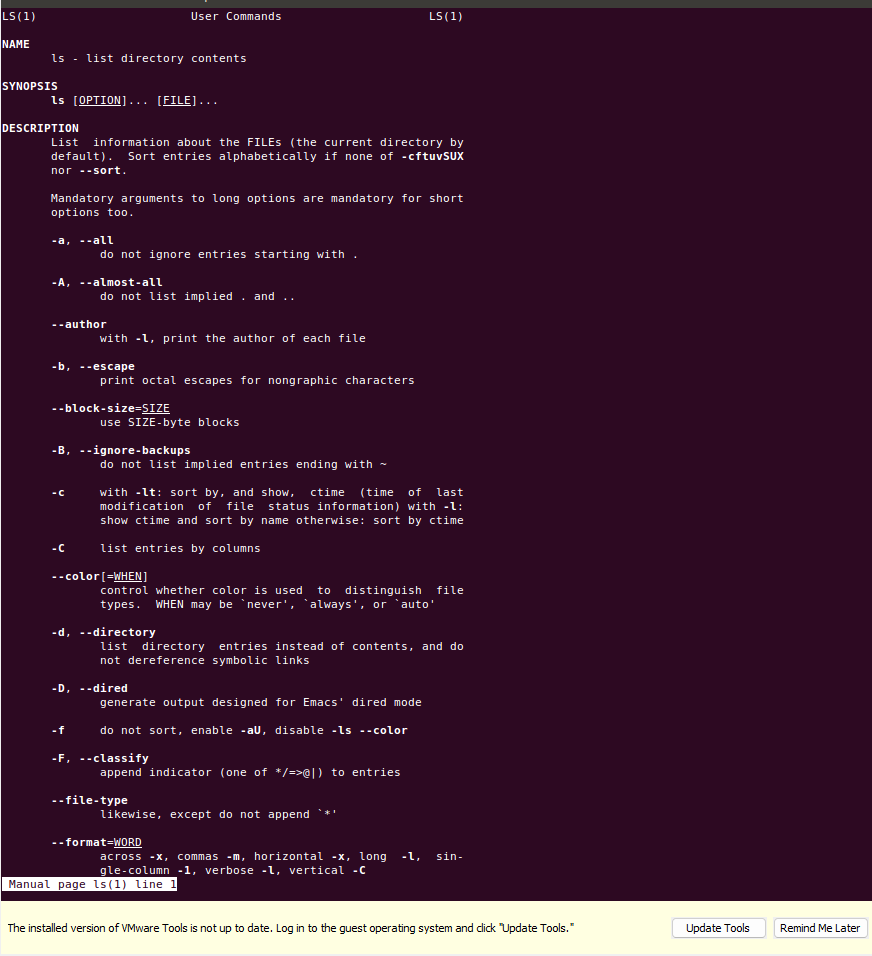 LS(1)                      User Commands                     LS(1)
NAME
ls - list directory contents
SYNOPSIS
ls [OPTION]... [FILE]...
DESCRIPTION
List  information about the FILEs (the current directory by
default).  Sort entries alphabetically if none of -cftuvSUX
nor --sort.
Mandatory arguments to long options are mandatory for short
options too.
-a, --all
do not ignore entries starting with .
-A, --almost-all
do not list implied . and ..
--author
with -l, print the author of each file
-b, --escape
print octal escapes for nongraphic characters
--block-size=SIZE
use SIZE-byte blocks
-B, --ignore-backups
do not list implied entries ending with ~
-c     with -lt: sort by, and show,  ctime  (time  of  last
modification  of  file  status information) with -l:
show ctime and sort by name otherwise: sort by ctime
-C     list entries by columns
--color[=WHEN]
control whether color is used  to  distinguish  file
types.  WHEN may be `never', `always', or `auto'
-d, --directory
list  directory  entries instead of contents, and do
not dereference symbolic links
-D, --dired
generate output designed for Emacs' dired mode
-f     do not sort, enable -aU, disable -ls --color
-F, --classify
append indicator (one of */=>@|) to entries
--file-type
likewise, except do not append `*'
--format=WORD
across -x, commas -m, horizontal -x, long  -l,  sin-
gle-column -1, verbose -l, vertical -C
Manual page ls(1) line 1
The installed version of VMware Tools is not up to date. Log in to the guest operating system and click "Update Tools."
Update Tools
Remind Me Later